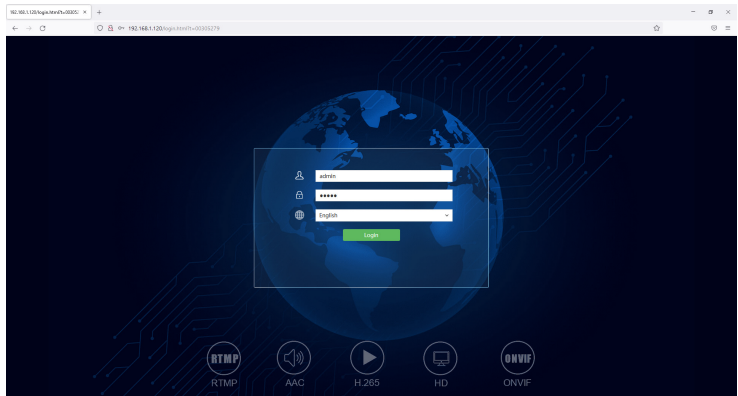 192.168.1.120/login.html?t=00305279
192.168.1.120/login.html?t=00305279
admin
•••••
English
Login
RTMP
ONVIF
RTMP
AAC
H.265
HD
ONVIF